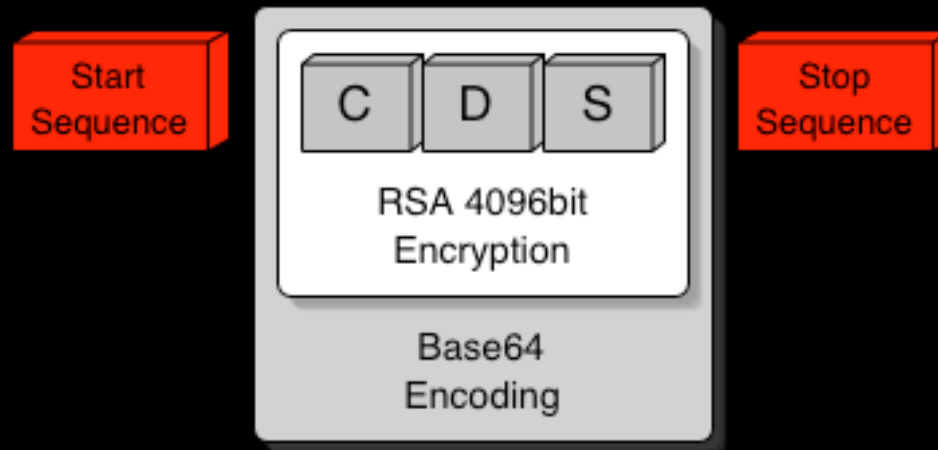 Start
Sequence
C D S
RSA 4096bit
Encryption
Base64
Encoding
Stop
Sequence